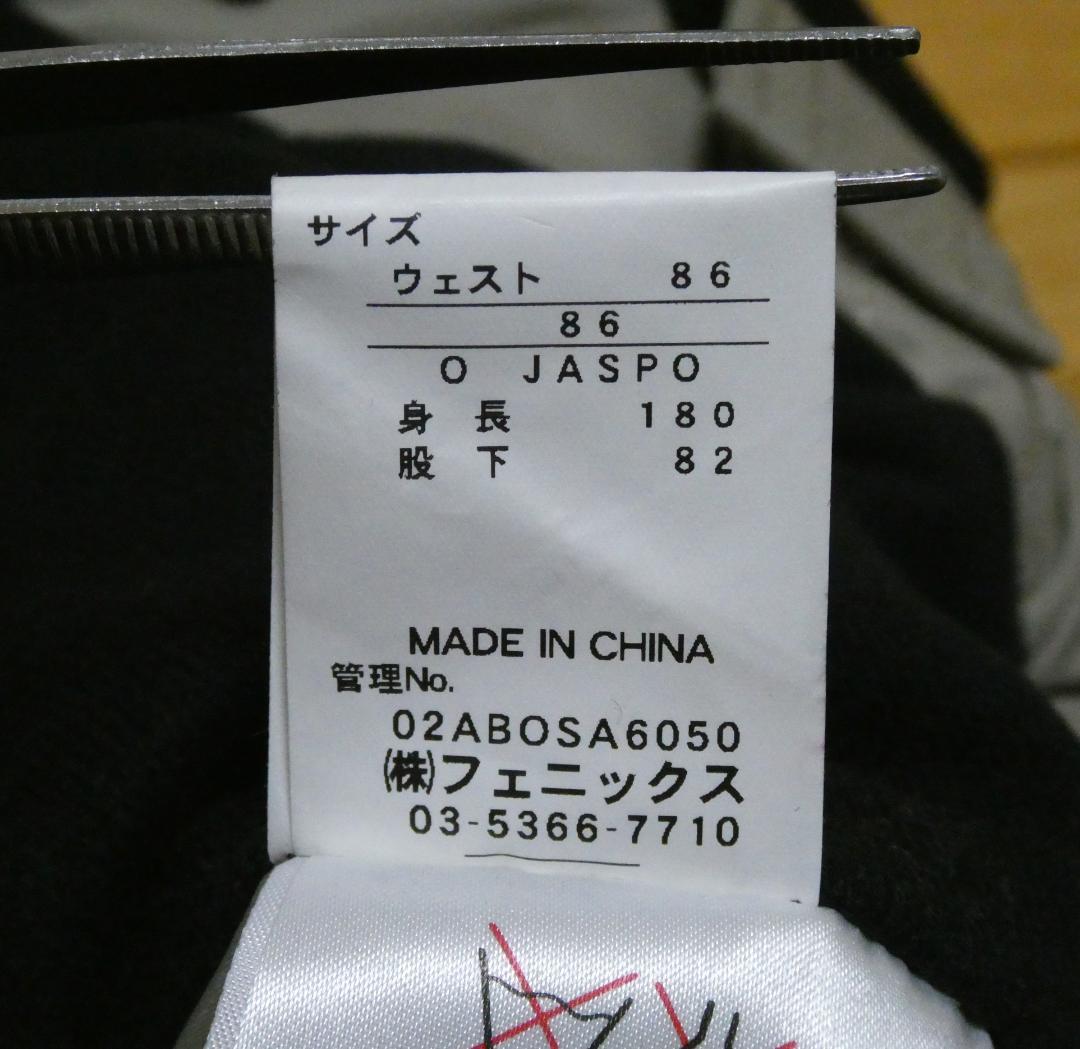 サイズ
ウェスト 86
86
O JASPO
身長 180
股下 82
MADE IN CHINA
管理No.
02ABOSA6050
㈱フェニックス
03-5366-7710